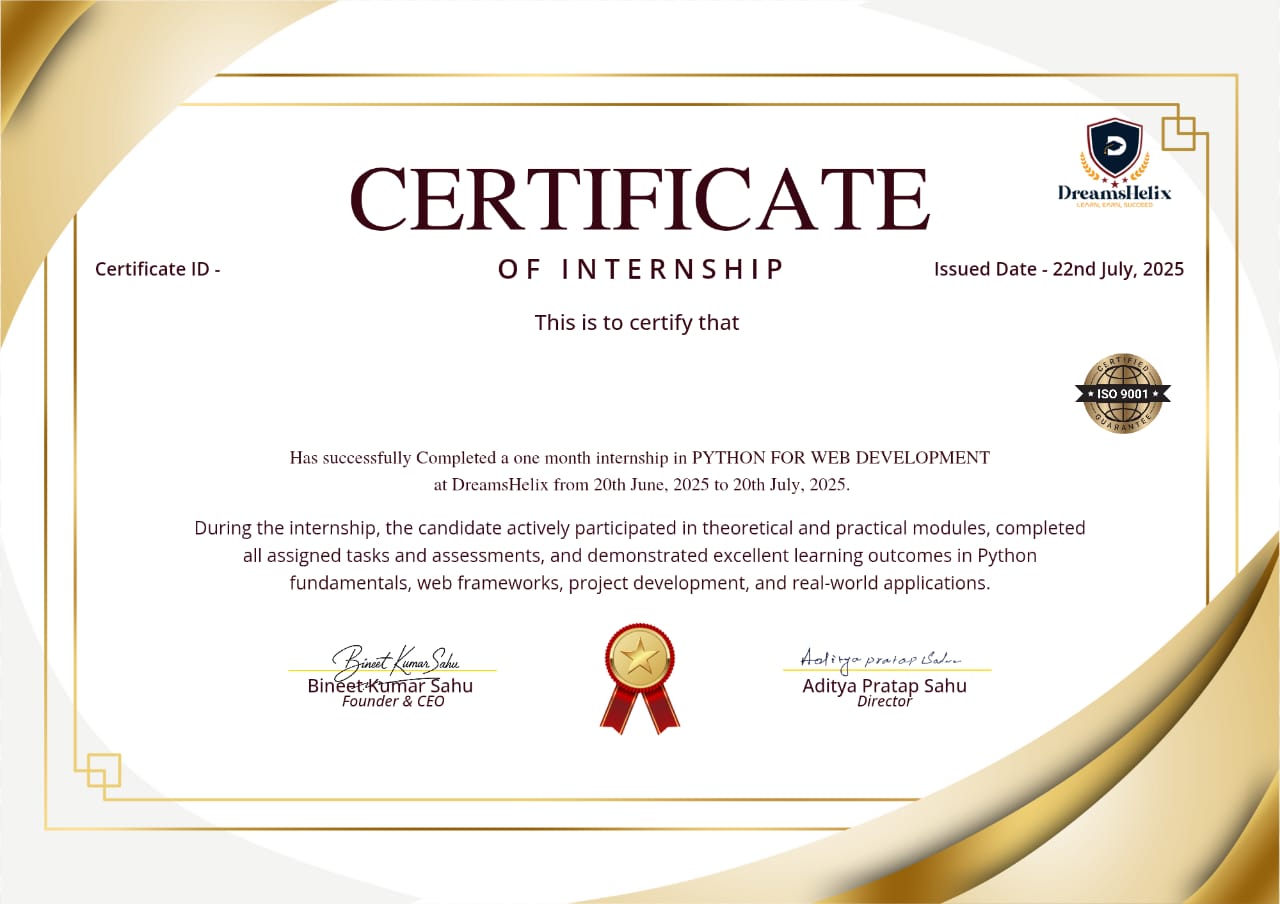 DreamsHelix
LEARN, EARN, SUCCEED
CERTIFICATE
Certificate ID -
OF INTERNSHIP
Issued Date - 22nd July, 2025
This is to certify that
CERTIFIED
ISO 9001
GUARANTEE
Has successfully Completed a one month internship in PYTHON FOR WEB DEVELOPMENT
at DreamsHelix from 20th June, 2025 to 20th July, 2025.
During the internship, the candidate actively participated in theoretical and practical modules, completed
all assigned tasks and assessments, and demonstrated excellent learning outcomes in Python
fundamentals, web frameworks, project development, and real-world applications.
Bineet Kumar Sahu
Bineet Kumar Sahu
Founder & CEO
Aditya pratap Sahu
Aditya Pratap Sahu
Director